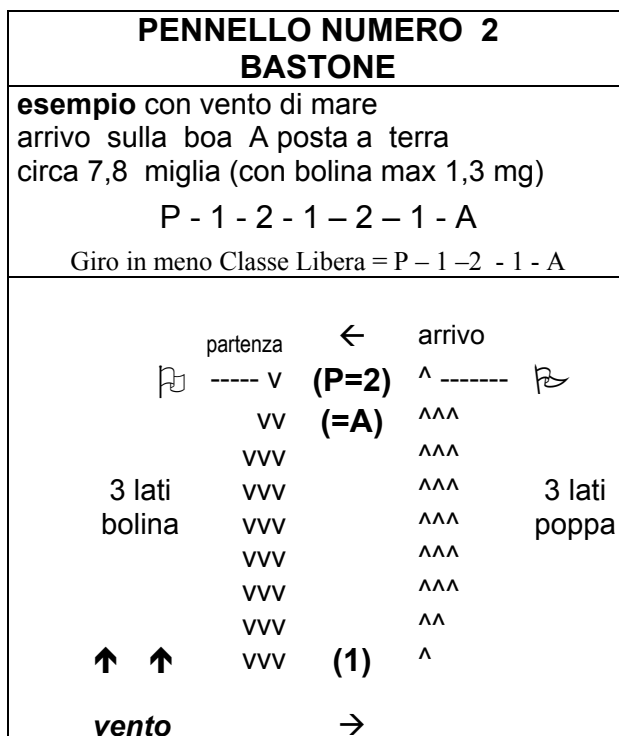 PENNELLO NUMERO 2
BASTONE
esempio con vento di mare
arrivo sulla boa A posta a terra
circa 7,8 miglia (con bolina max 1,3 mg)
P - 1 - 2 - 1 – 2 – 1 - A
Giro in meno Classe Libera = P – 1 –2 - 1 - A
partenza ← arrivo
----- v (P=2) ^ -------
vv (=A) ^^^
vvv ^^^
3 lati vvv ^^^ 3 lati
bolina vvv ^^^ poppa
vvv ^^^
vvv ^^^
vvv ^^
↑ ↑ vvv (1) ^
vento →